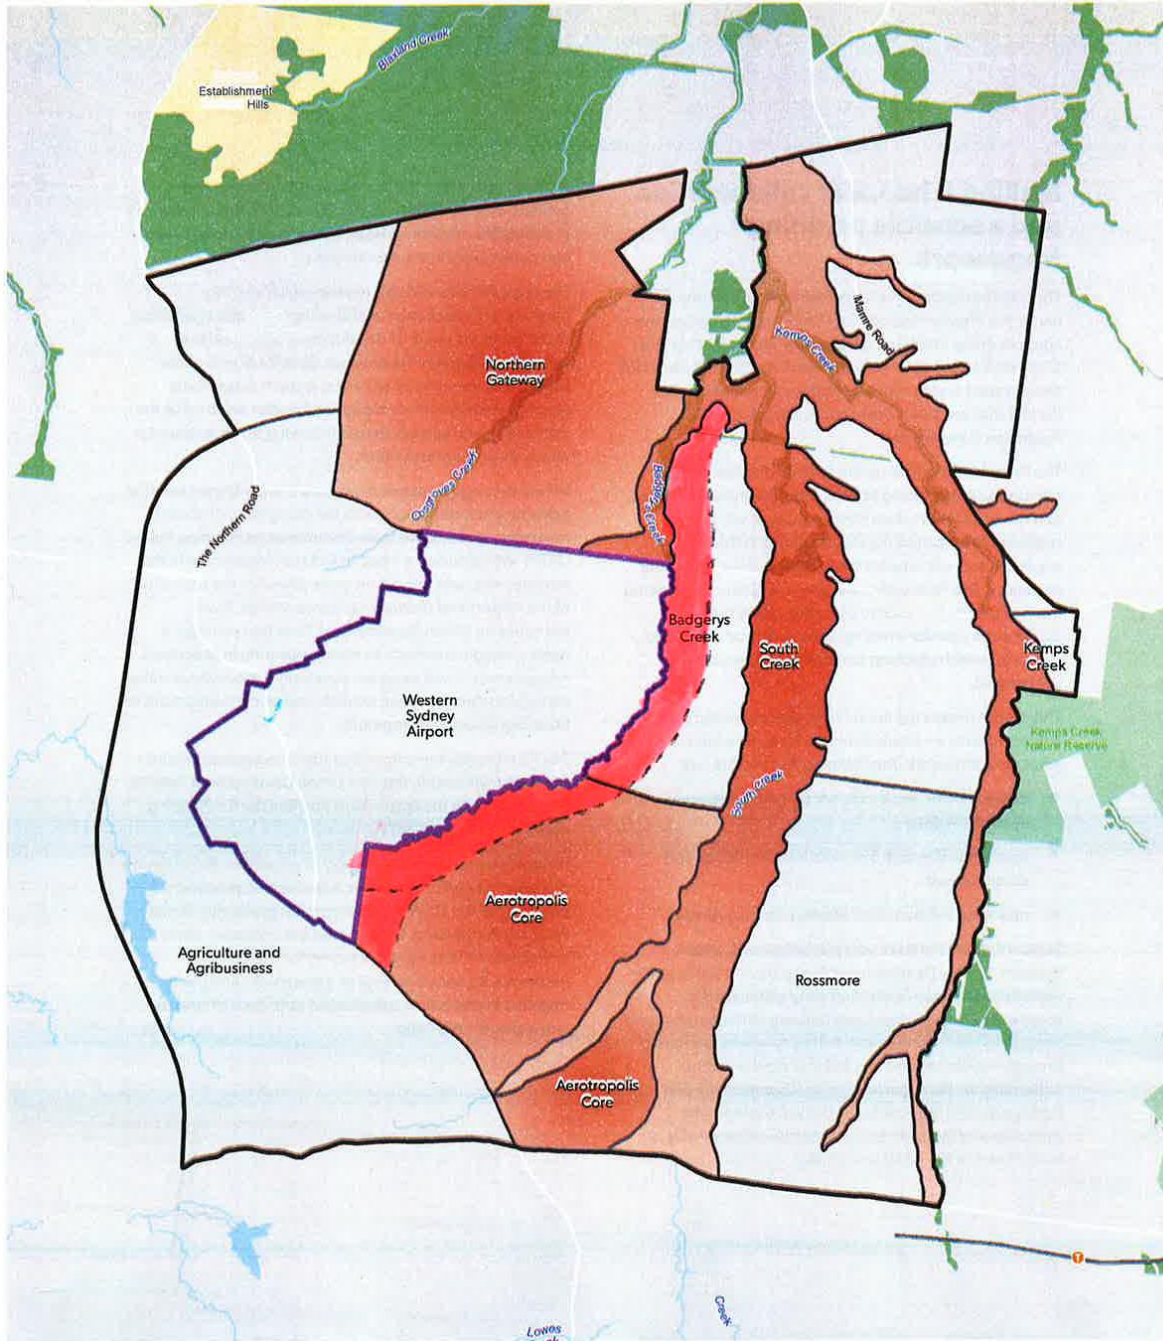 Blaxland Creek
Establishment
Hills
Northern
Gateway
Mamre Road
Kemps Creek
Cosgroves Creek
Badgerys Creek
The Northern Road
Badgerys
Creek
South
Creek
Kemps
Creek
Western
Sydney
Airport
Kemps Creek
Nature Reserve
South Creek
Aerotropolis
Core
Agriculture and
Agribusiness
Rossmore
Aerotropolis
Core
T
Creek
Lowes